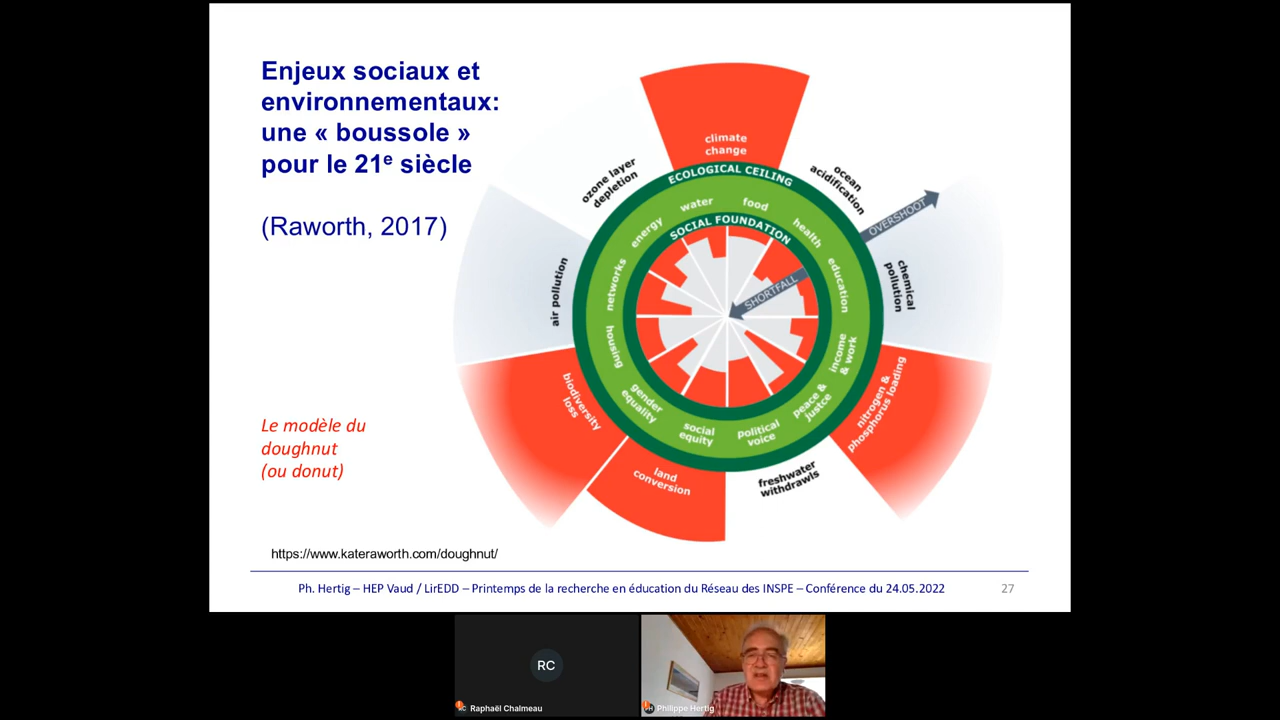 Enjeux sociaux et
environnementaux:
une « boussole »
pour le 21e siècle
(Raworth, 2017)
Le modèle du
doughnut
(ou donut)
climate
change
ozone layer
depletion
ocean
acidification
ECOLOGICAL CEILING
OVERSHOOT
water
food
energy
health
SOCIAL FOUNDATION
SHORTFALL
networks
education
air pollution
chemical
pollution
housing
income
& work
gender
equality
peace &
justce
social
equity
political
voice
biodiversity
loss
nitrogen &
phosphorus loading
land
conversion
freshwater
withdrawls
https://www.kateraworth.com/doughnut/
Ph. Hertig – HEP Vaud / LirEDD – Printemps de la recherche en éducation du Réseau des INSPE – Conférence du 24.05.2022
27
RC
RC
Raphaël Chalmeau
PH
Philippe Hertig